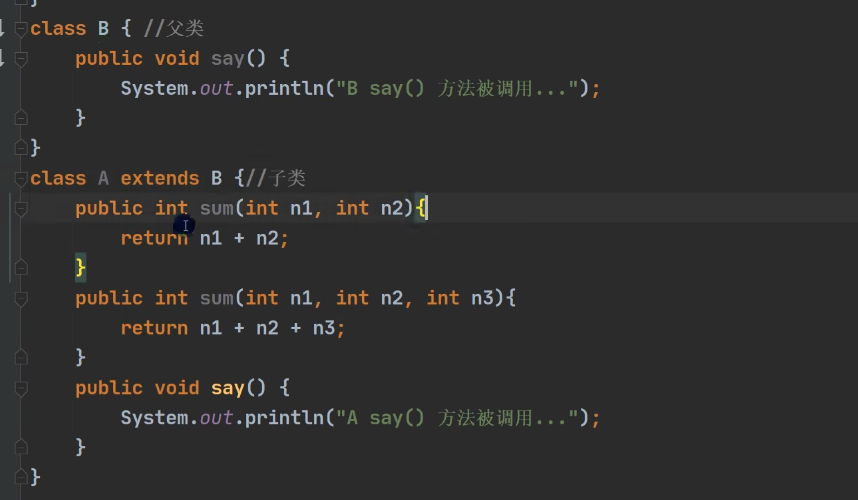 }
class B { //父类
    public void say() {
        System.out.println("B say() 方法被调用...");
    }
}
class A extends B {//子类
    public int sum(int n1, int n2){
        return n1 + n2;
    }
    public int sum(int n1, int n2, int n3){
        return n1 + n2 + n3;
    }
    public void say() {
        System.out.println("A say() 方法被调用...");
    }
}